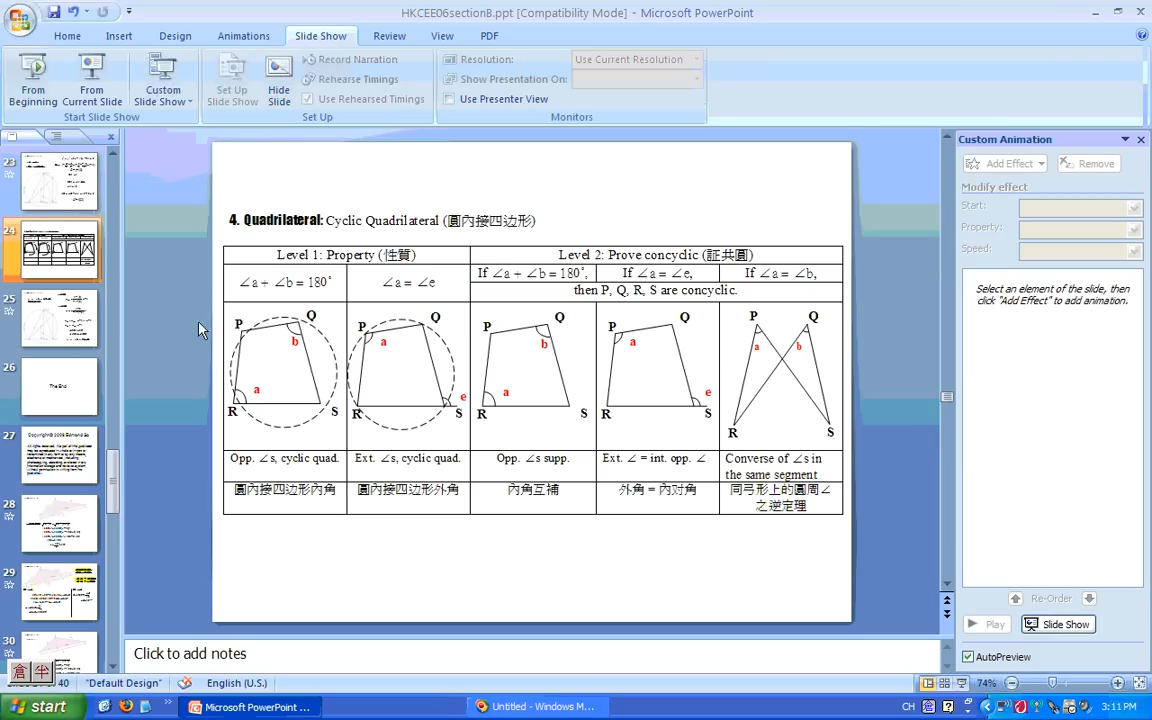 HKCEE06sectionB.ppt [Compatibility Mode] - Microsoft PowerPoint
Home Insert Design Animations Slide Show Review View PDF
From Beginning
From Current Slide
Custom Slide Show
Start Slide Show
Set Up Slide Show
Hide Slide
Record Narration
Rehearse Timings
Use Rehearsed Timings
Set Up
Resolution: Use Current Resolution
Show Presentation On:
Use Presenter View
Monitors
23
24
25
26
The End
27
28
29
30
4. Quadrilateral: Cyclic Quadrilateral (圓內接四边形)
Level 1: Property (性質) Level 2: Prove concyclic (証共圓)
∠a + ∠b = 180° ∠a = ∠e If ∠a + ∠b = 180°, If ∠a = ∠e, If ∠a = ∠b,
then P, Q, R, S are concyclic.
P Q b a R S
P Q a e R S
P Q b a R S
P Q a e R S
P Q a b R S
Opp. ∠s, cyclic quad. Ext. ∠s, cyclic quad. Opp. ∠s supp. Ext. ∠ = int. opp. ∠ Converse of ∠s in
the same segment
圓內接四边形內角 圓內接四边形外角 內角互補 外角 = 內对角 同弓形上的圓周∠
之逆定理
Custom Animation
Add Effect Remove
Modify effect
Start:
Property:
Speed:
Select an element of the slide, then
click "Add Effect" to add animation.
Re-Order
Play Slide Show
AutoPreview
Click to add notes
倉 半
40 "Default Design" English (U.S.) 74%
start Microsoft PowerPoint ... Untitled - Windows M... CH 倉 3:11 PM